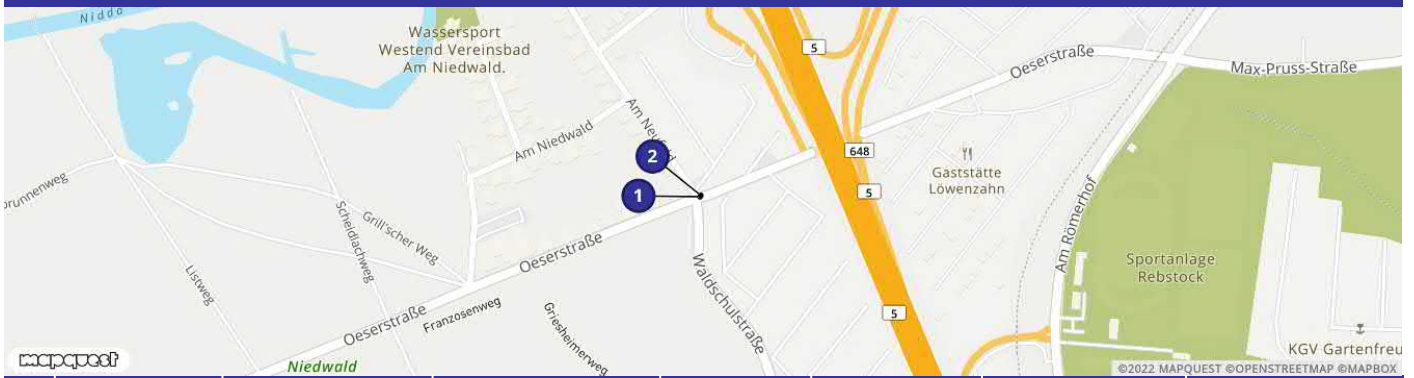 Nidda
Wassersport
Westend Vereinsbad
Am Niedwald.
5
Oeserstraße
Max-Pruss-Straße
Am Niedwald
2
648
Gaststätte
Löwenzahn
1
5
brunnenweg
Scheidlachweg
Grill'scher Weg
Am Römerhof
Oeserstraße
Sportanlage
Rebstock
Listweg
Waldschulstraße
Franzosenweg
Griesheimerweg
5
Oeserstraße
mapquest
Niedwald
KGV Gartenfreu
©2022 MAPQUEST ©OPENSTREETMAP ©MAPBOX